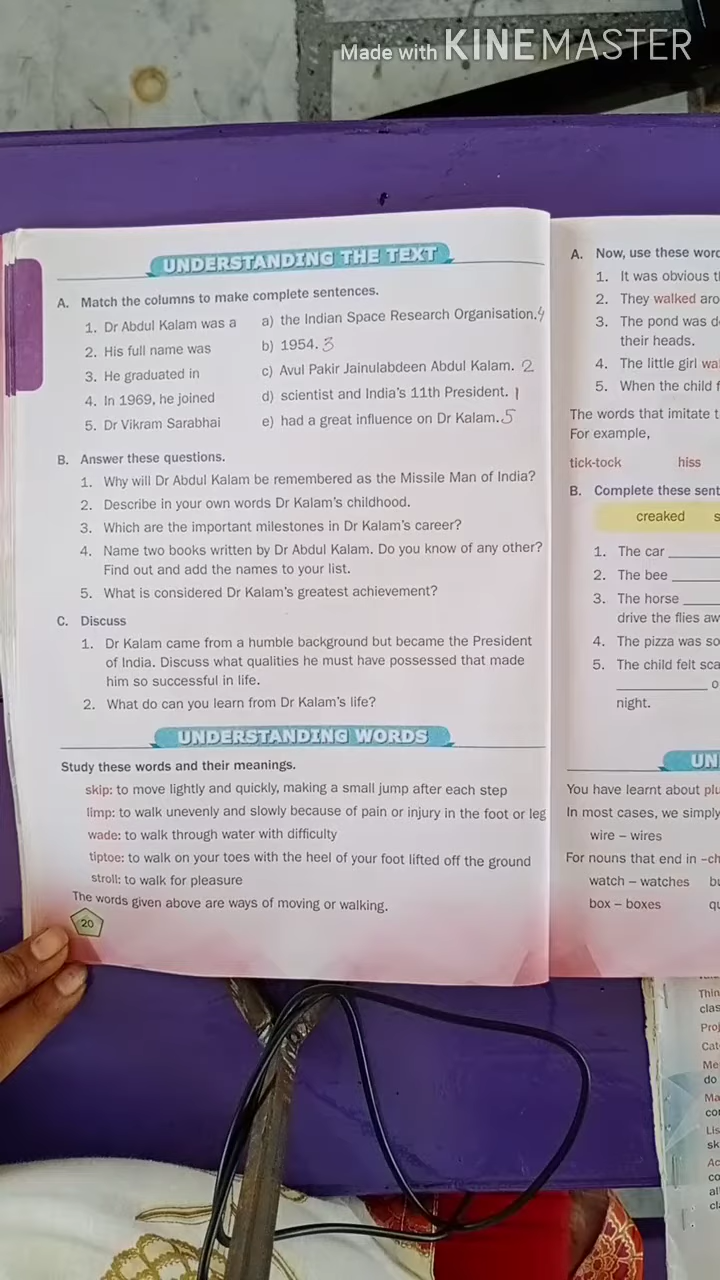 Made with KINEMASTER
UNDERSTANDING THE TEXT
A. Match the columns to make complete sentences.
1. Dr Abdul Kalam was a a) the Indian Space Research Organisation. 4
2. His full name was b) 1954. 3
3. He graduated in c) Avul Pakir Jainulabdeen Abdul Kalam. 2
4. In 1969, he joined d) scientist and India's 11th President. 1
5. Dr Vikram Sarabhai e) had a great influence on Dr Kalam. 5
B. Answer these questions.
1. Why will Dr Abdul Kalam be remembered as the Missile Man of India?
2. Describe in your own words Dr Kalam's childhood.
3. Which are the important milestones in Dr Kalam's career?
4. Name two books written by Dr Abdul Kalam. Do you know of any other?
Find out and add the names to your list.
5. What is considered Dr Kalam's greatest achievement?
C. Discuss
1. Dr Kalam came from a humble background but became the President
of India. Discuss what qualities he must have possessed that made
him so successful in life.
2. What do you can learn from Dr Kalam's life?
UNDERSTANDING WORDS
Study these words and their meanings.
skip: to move lightly and quickly, making a small jump after each step
limp: to walk unevenly and slowly because of pain or injury in the foot or leg
wade: to walk through water with difficulty
tiptoe: to walk on your toes with the heel of your foot lifted off the ground
stroll: to walk for pleasure
The words given above are ways of moving or walking.
20
A. Now, use these
1. It was obvious
2. They walked
3. The pond was
their heads.
4. The little girl
5. When the child
The words that imitate
For example,
tick-tock hiss
B. Complete these
creaked
1. The car
2. The bee
3. The horse
drive the flies
4. The pizza was
5. The child felt
night.
You have learnt about
In most cases, we simply
wire – wires
For nouns that end in
watch – watches
box – boxes